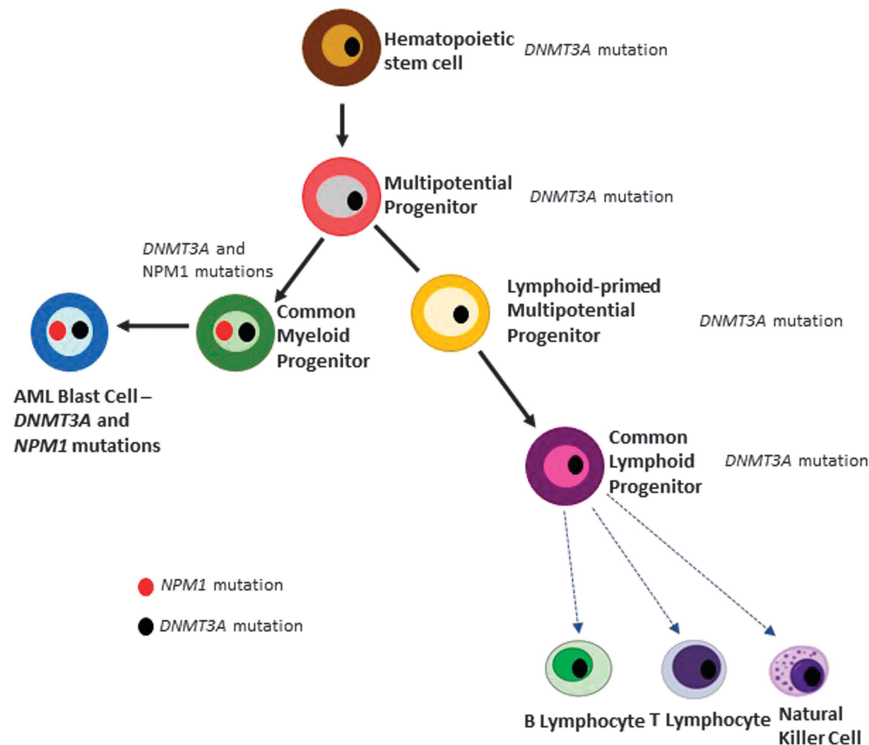 Hematopoietic
stem cell
DNMT3A mutation
Multipotential
Progenitor
DNMT3A mutation
DNMT3A and
NPM1 mutations
Common
Myeloid
Progenitor
Lymphoid-primed
Multipotential
Progenitor
DNMT3A mutation
AML Blast Cell –
DNMT3A and
NPM1 mutations
Common
Lymphoid
Progenitor
DNMT3A mutation
NPM1 mutation
DNMT3A mutation
B Lymphocyte
T Lymphocyte
Natural
Killer Cell